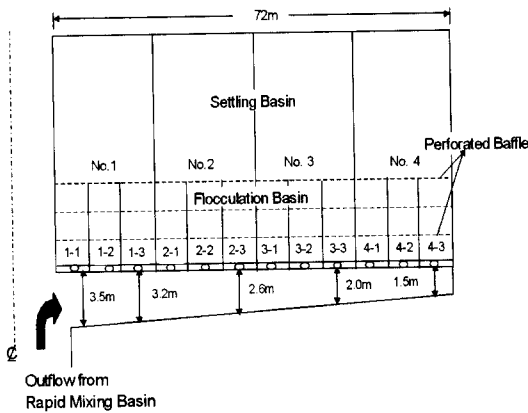 72m
Settling Basin
Perforated Baffle
No.1 No.2 No. 3 No. 4
Flocculation Basin
1-1 1-2 1-3 2-1 2-2 2-3 3-1 3-2 3-3 4-1 4-2 4-3
3.5m 3.2m 2.6m 2.0m 1.5m
℄
Outflow from
Rapid Mixing Basin